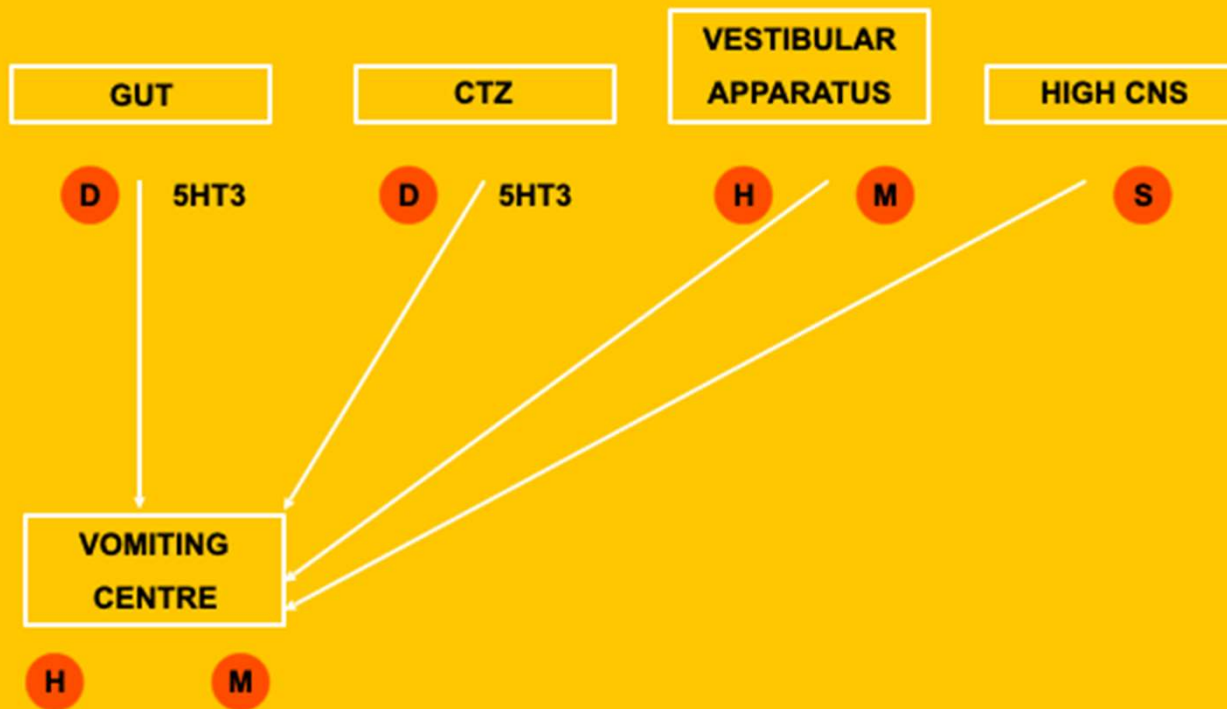 GUT
CTZ
VESTIBULAR
APPARATUS
HIGH CNS
D
5HT3
D
5HT3
H
M
S
VOMITING
CENTRE
H
M